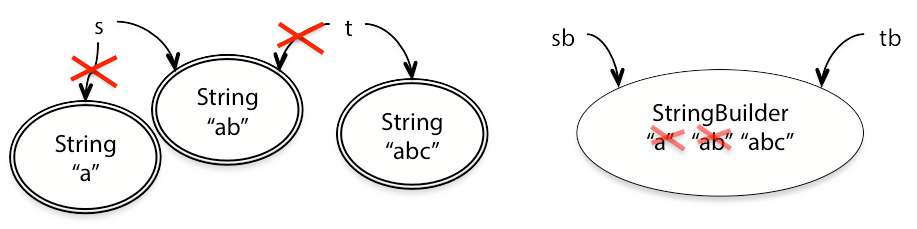 s
t
String
“a”
String
“ab”
String
“abc”
sb
tb
StringBuilder
“a” “ab” “abc”